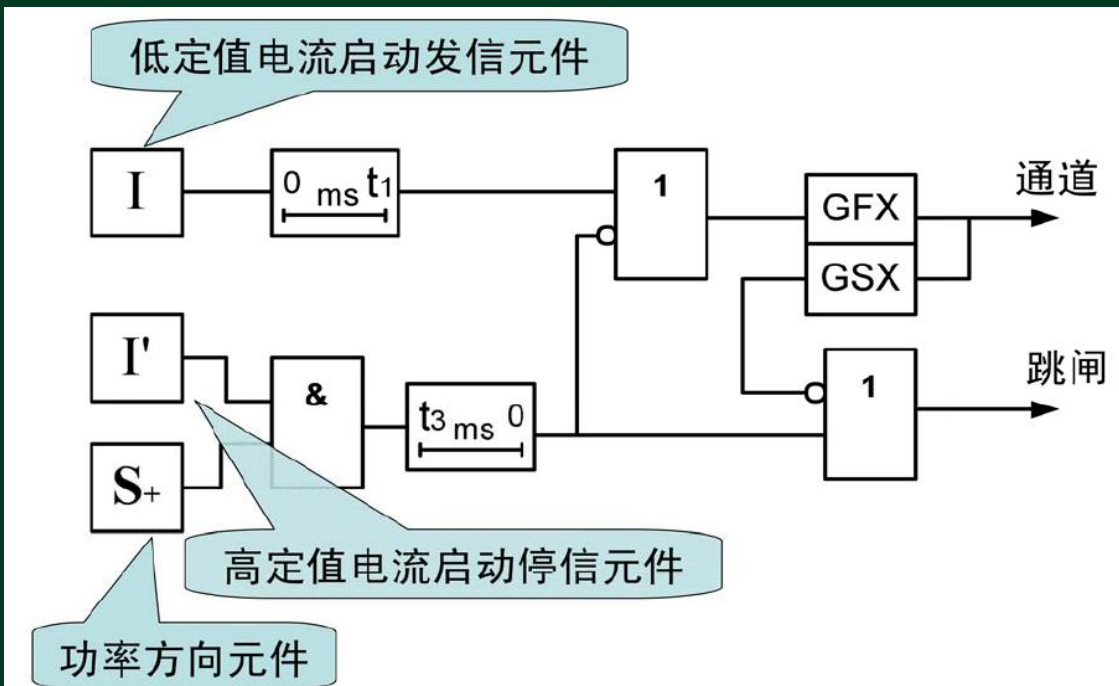 低定值电流启动发信元件
I
0 ms t1
1
GFX
通道
GSX
I'
&
t3 ms 0
1
跳闸
S+
高定值电流启动停信元件
功率方向元件